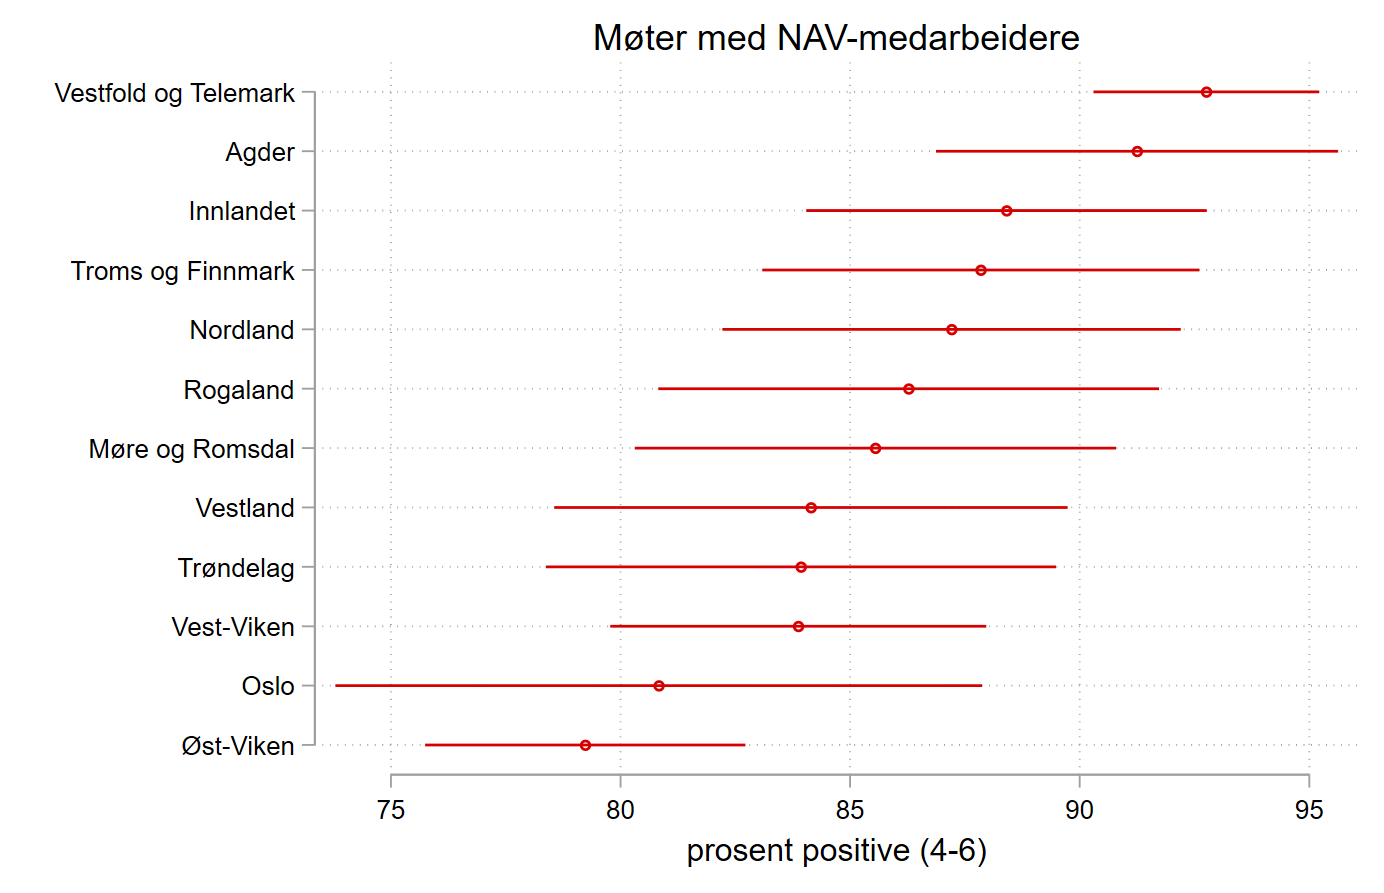 Møter med NAV-medarbeidere
Vestfold og Telemark
Agder
Innlandet
Troms og Finnmark
Nordland
Rogaland
Møre og Romsdal
Vestland
Trøndelag
Vest-Viken
Oslo
Øst-Viken
75 80 85 90 95
prosent positive (4-6)